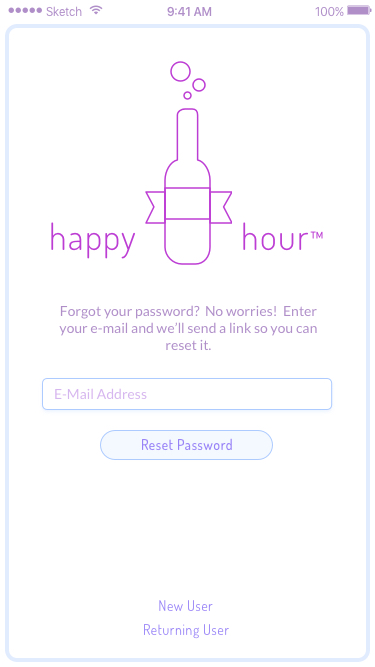 Sketch 9:41 AM 100%
happy hour™
Forgot your password?  No worries!  Enter
your e-mail and we’ll send a link so you can
reset it.
E-Mail Address
Reset Password
New User
Returning User